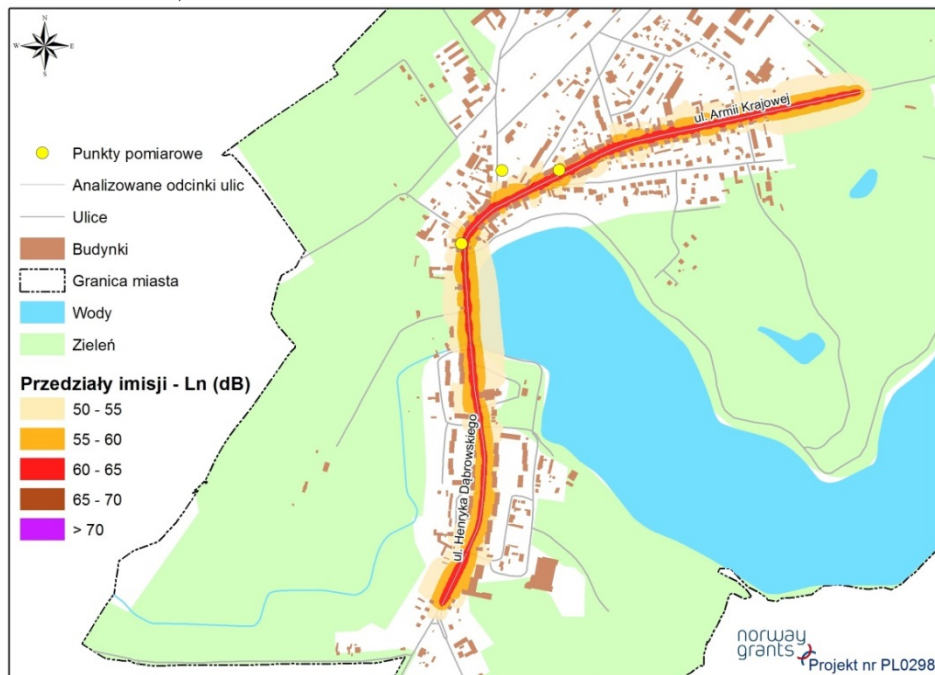 N
W E
S
Punkty pomiarowe
Analizowane odcinki ulic
Ulice
Budynki
Granica miasta
Wody
Zieleń
Przedziały imisji - Ln (dB)
50 - 55
55 - 60
60 - 65
65 - 70
> 70
ul. Armii Krajowej
ul. Henryka Dąbrowskiego
norway
grants
Projekt nr PL0298